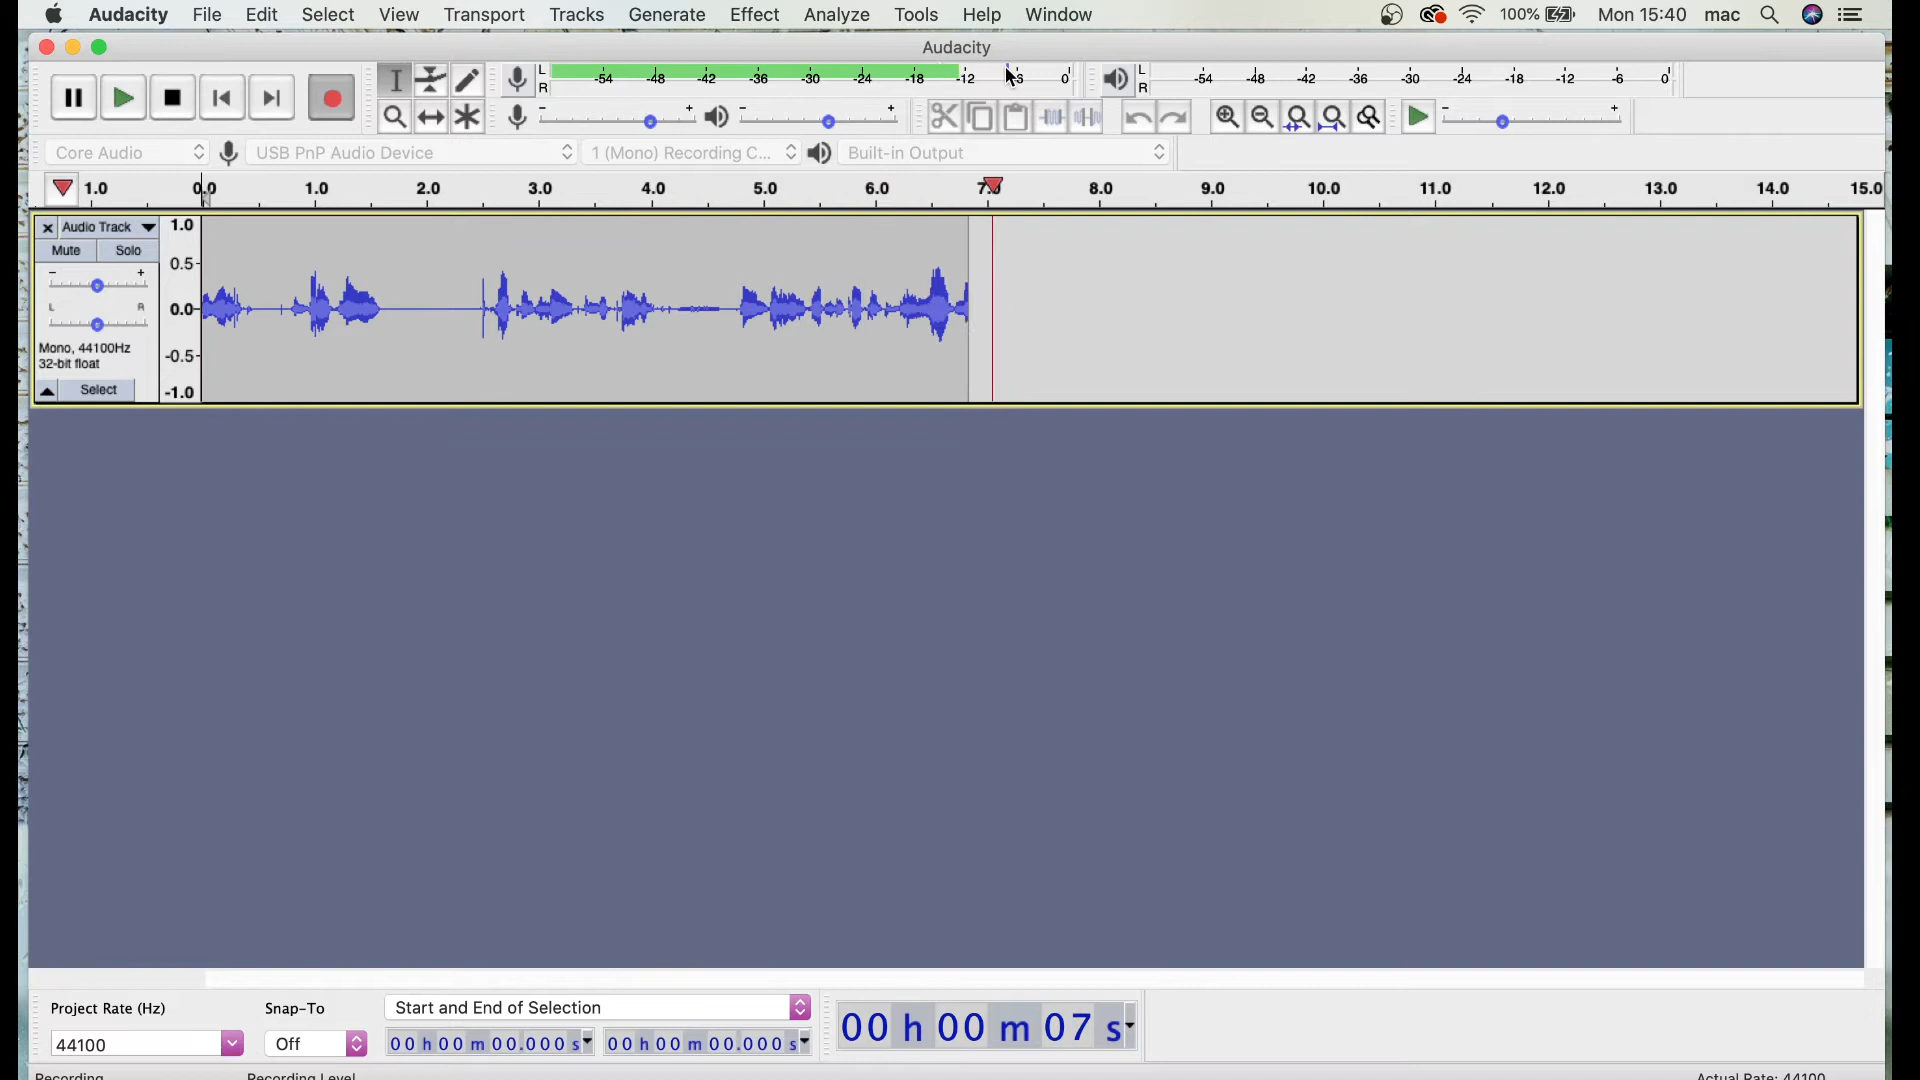 Audacity File Edit Select View Transport Tracks Generate Effect Analyze Tools Help Window 100% Mon 15:40 mac
Audacity
L R -54 -48 -42 -36 -30 -24 -18 -12 -6 0 L R -54 -48 -42 -36 -30 -24 -18 -12 -6 0
- + - + - +
Core Audio USB PnP Audio Device 1 (Mono) Recording C... Built-in Output
1.0 0.0 1.0 2.0 3.0 4.0 5.0 6.0 7.0 8.0 9.0 10.0 11.0 12.0 13.0 14.0 15.0
× Audio Track 1.0
Mute Solo
- + 0.5
L R 0.0
Mono, 44100Hz
32-bit float -0.5
Select -1.0
Project Rate (Hz) Snap-To Start and End of Selection
44100 Off 00 h 00 m 00.000 s 00 h 00 m 00.000 s 00 h 00 m 07 s
Recording Recording Level Actual Rate: 44100